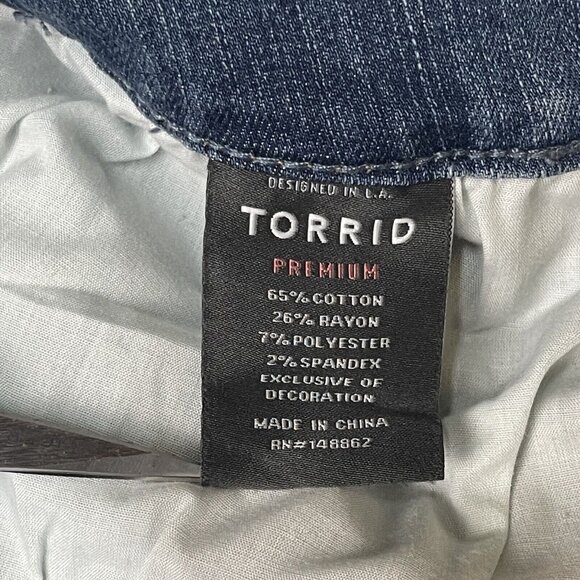 DESIGNED IN L.A.
TORRID
PREMIUM
65% COTTON
26% RAYON
7% POLYESTER
2% SPANDEX
EXCLUSIVE OF
DECORATION
MADE IN CHINA
RN#148862